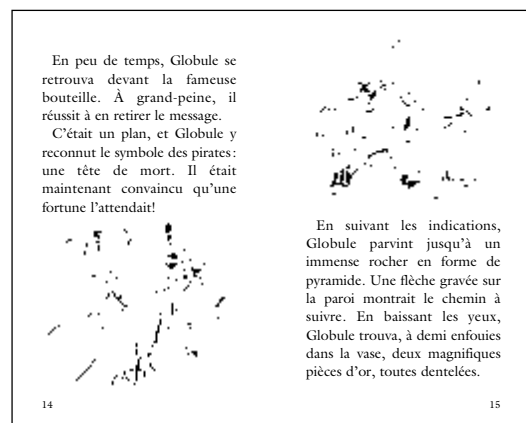 En peu de temps, Globule se
retrouva devant la fameuse
bouteille. À grand-peine, il
réussit à en retirer le message.
C’était un plan, et Globule y
reconnut le symbole des pirates:
une tête de mort. Il était
maintenant convaincu qu’une
fortune l’attendait!
14
En suivant les indications,
Globule parvint jusqu’à un
immense rocher en forme de
pyramide. Une flèche gravée sur
la paroi montrait le chemin à
suivre. En baissant les yeux,
Globule trouva, à demi enfouies
dans la vase, deux magnifiques
pièces d’or, toutes dentelées.
15